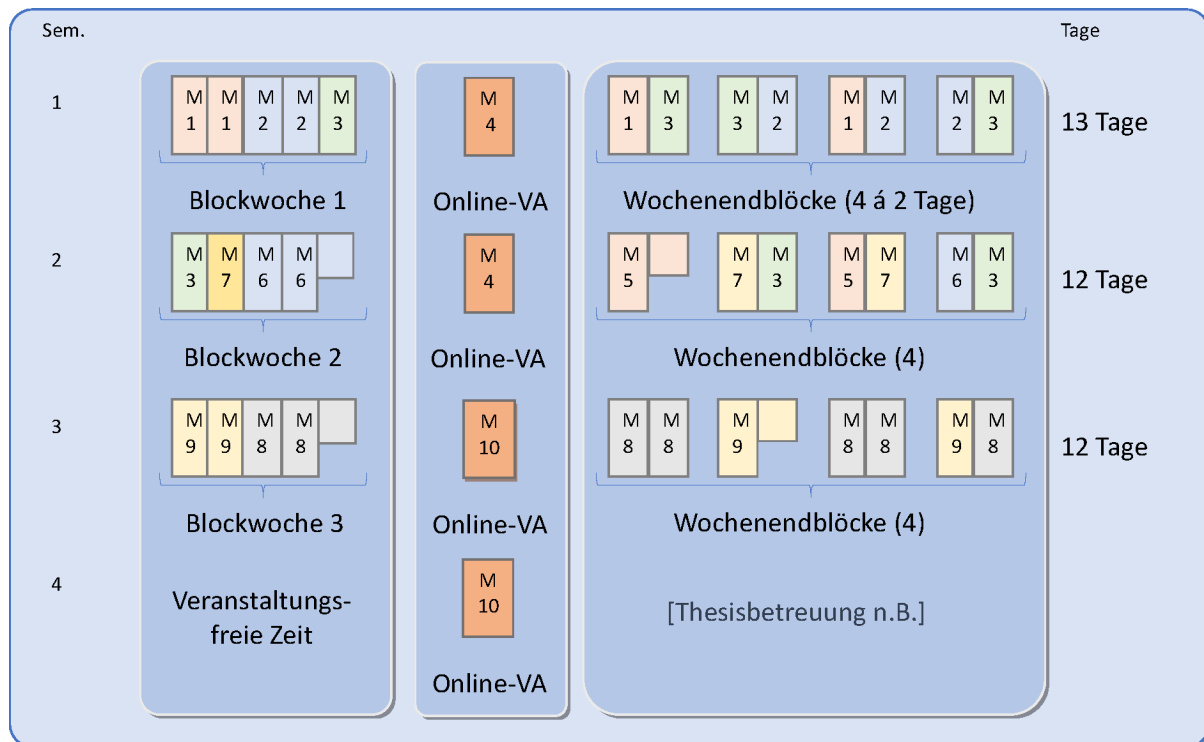 Sem.
Tage
1
M M M M M
1 1 2 2 3
M
4
M M
1 3
M M
3 2
M M
1 2
M M
2 3
13 Tage
Blockwoche 1
Online-VA
Wochenendblöcke (4 á 2 Tage)
2
M M M M
3 7 6 6
M
4
M
5
M M
7 3
M M
5 7
M M
6 3
12 Tage
Blockwoche 2
Online-VA
Wochenendblöcke (4)
3
M M M M
9 9 8 8
M
10
M M
8 8
M
9
M M
8 8
M M
9 8
12 Tage
Blockwoche 3
Online-VA
Wochenendblöcke (4)
4
Veranstaltungs-
freie Zeit
M
10
Online-VA
[Thesisbetreuung n.B.]